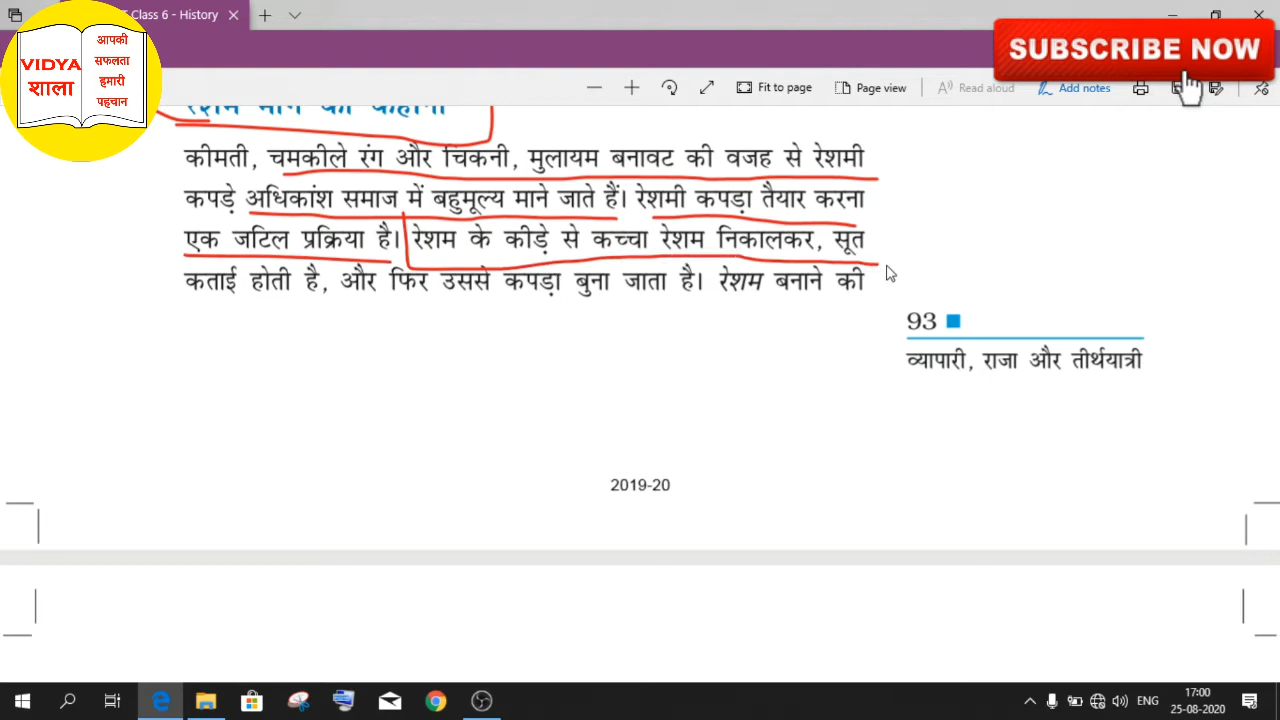 Class 6 - History
VIDYA
शाला
आपकी
सफलता
हमारी
पहचान
SUBSCRIBE NOW
Fit to page
Page view
Read aloud
Add notes
रेशम मार्ग की कहानी
कीमती, चमकीले रंग और चिकनी, मुलायम बनावट की वजह से रेशमी
कपड़े अधिकांश समाज में बहुमूल्य माने जाते हैं। रेशमी कपड़ा तैयार करना
एक जटिल प्रक्रिया है। रेशम के कीड़े से कच्चा रेशम निकालकर, सूत
कताई होती है, और फिर उससे कपड़ा बुना जाता है। रेशम बनाने की
93
व्यापारी, राजा और तीर्थयात्री
2019-20
ENG
17:00
25-08-2020